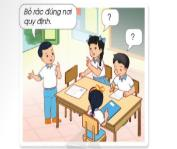 Bỏ rác đúng nơi
quy định.
?
?